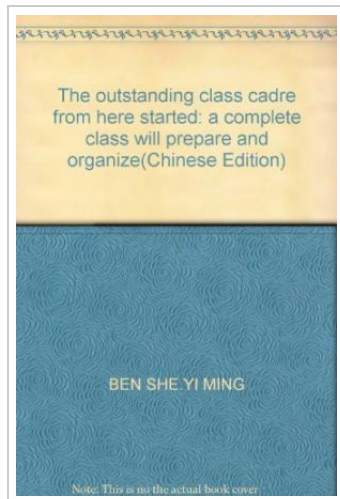 The outstanding class cadre
from here started: a complete
class will prepare and
organize(Chinese Edition)
BEN SHE.YI MING
Note: This is no the actual book cover